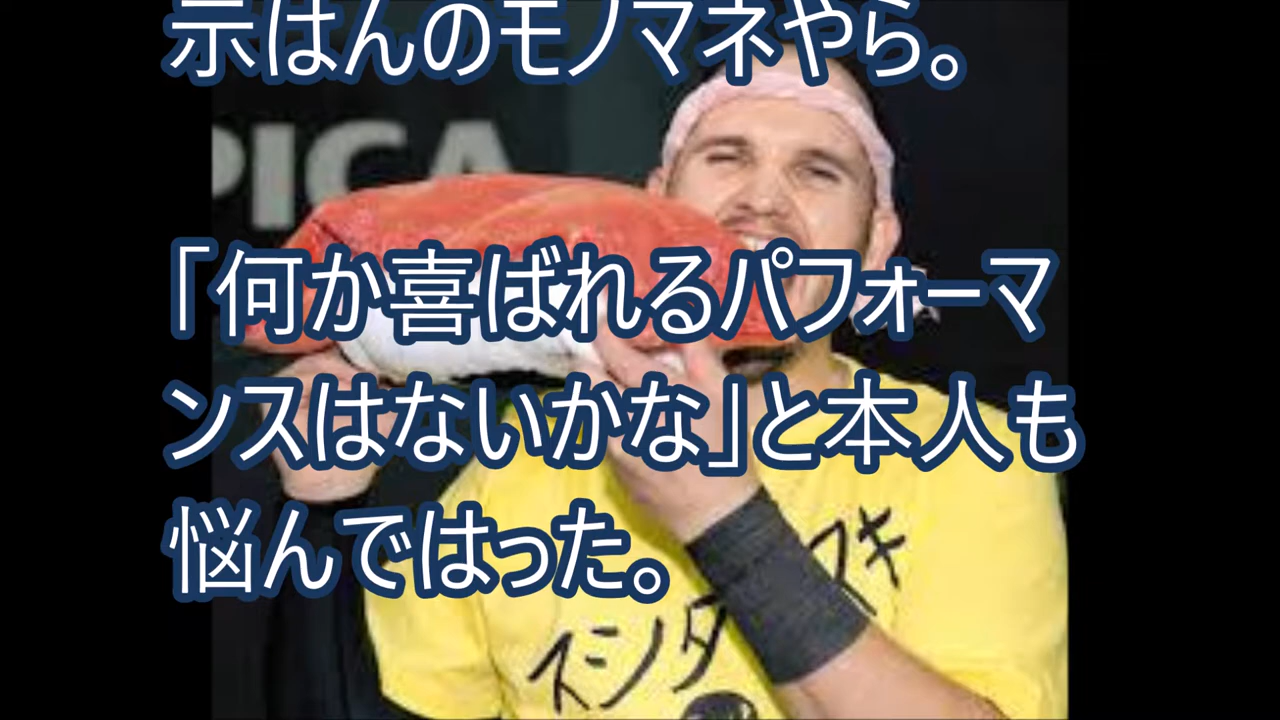 示はんのモノマネやら。
PICA
「何か喜ばれるパフォーマ
ンスはないかな」と本人も
悩んではった。
スシダマキ